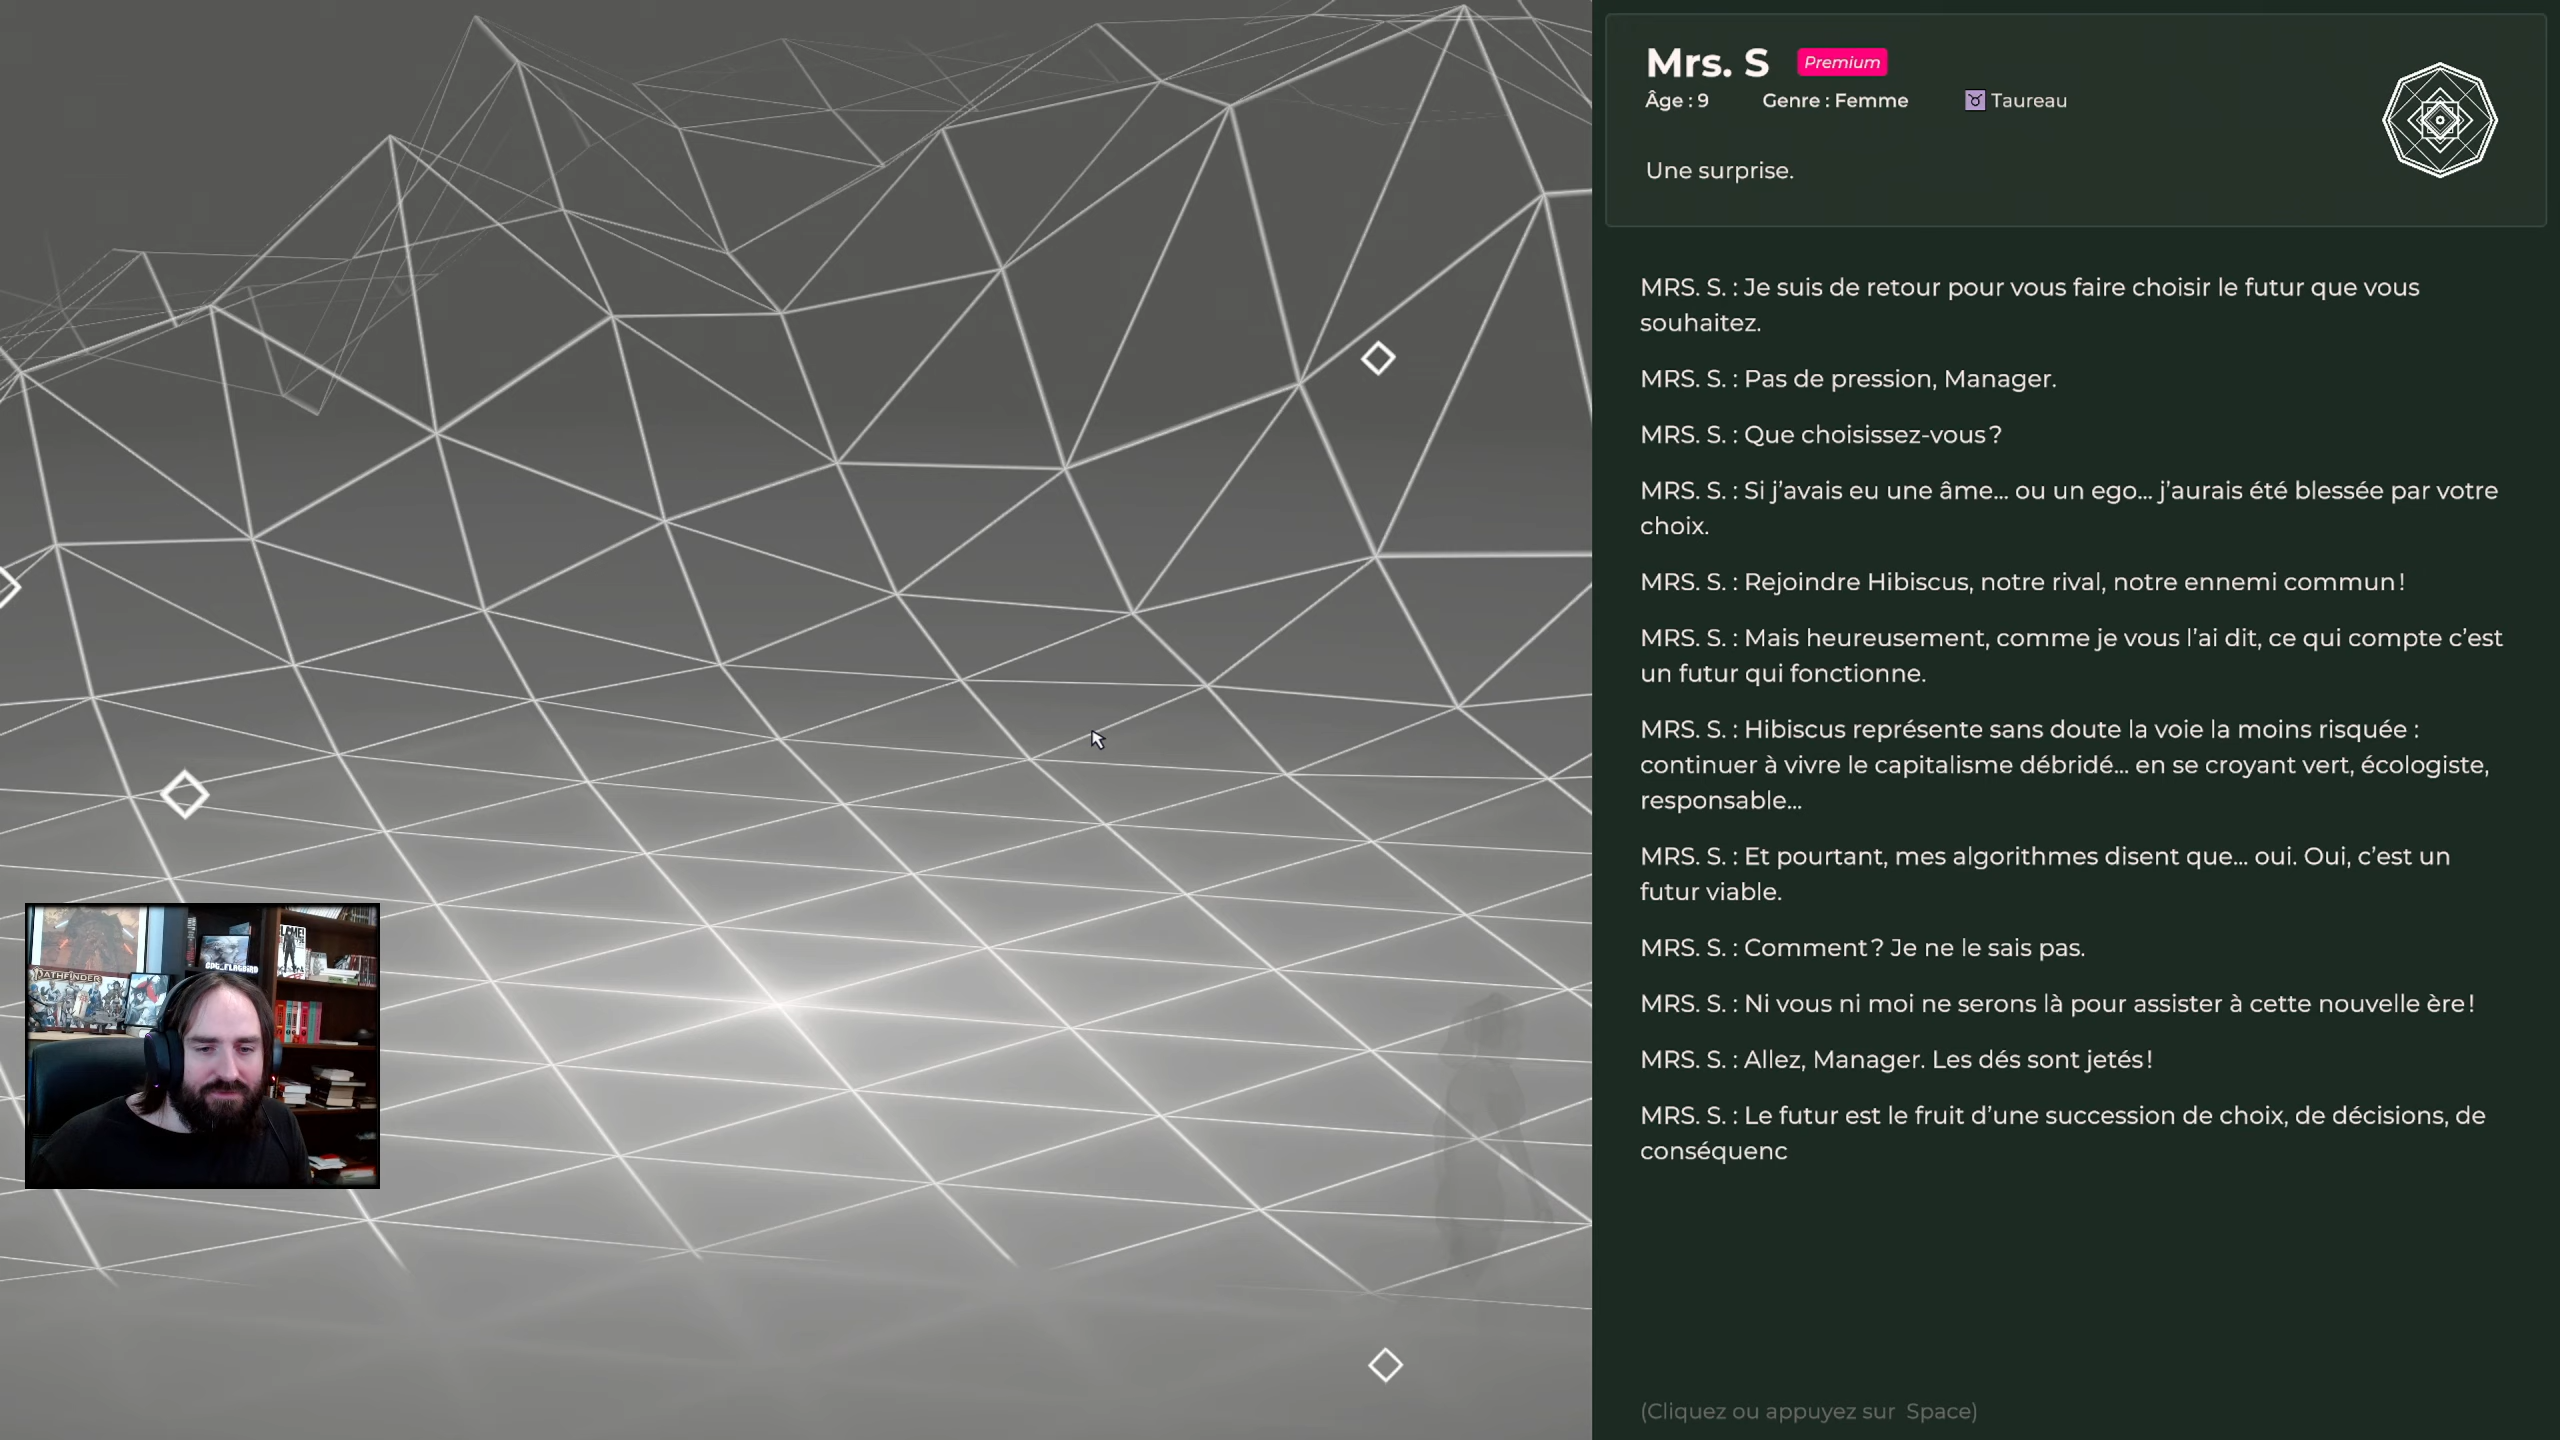 Mrs. S Premium
Âge : 9 Genre : Femme ♉ Taureau
Une surprise.
MRS. S. : Je suis de retour pour vous faire choisir le futur que vous
souhaitez.
MRS. S. : Pas de pression, Manager.
MRS. S. : Que choisissez-vous ?
MRS. S. : Si j’avais eu une âme... ou un ego... j’aurais été blessée par votre
choix.
MRS. S. : Rejoindre Hibiscus, notre rival, notre ennemi commun !
MRS. S. : Mais heureusement, comme je vous l’ai dit, ce qui compte c’est
un futur qui fonctionne.
MRS. S. : Hibiscus représente sans doute la voie la moins risquée :
continuer à vivre le capitalisme débridé... en se croyant vert, écologiste,
responsable...
MRS. S. : Et pourtant, mes algorithmes disent que... oui. Oui, c’est un
futur viable.
MRS. S. : Comment ? Je ne le sais pas.
MRS. S. : Ni vous ni moi ne serons là pour assister à cette nouvelle ère !
MRS. S. : Allez, Manager. Les dés sont jetés !
MRS. S. : Le futur est le fruit d’une succession de choix, de décisions, de
conséquenc
(Cliquez ou appuyez sur Space)
PATHFINDER